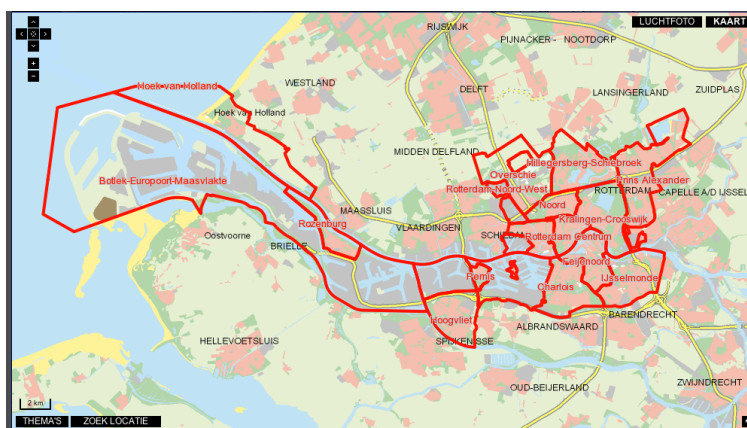 LUCHTFOTO
KAART
RIJSWIJK
PIJNACKER - NOOTDORP
WESTLAND
DELFT
LANSINGERLAND
ZUIDPLAS
Hoek van Holland
Hoek van Holland
MIDDEN DELFLAND
Hillegersberg-Schiebroek
Overschie
Prins Alexander
Bottek-Europoort-Maasvlakte
Rotterdam-Noord-West
ROTTERDAM
CAPELLE A/D IJSSEL
Noord
MAASSLUIS
Rozenburg
Kralingen-Crooswijk
VLAARDINGEN
SCHIEDAM
Rotterdam Centrum
Oostvoorne
BRIELLE
Feijenoord
Pernis
IJsselmonde
Charlois
Hoogvliet
BARENDRECHT
ALBRANDSWAARD
HELLEVOETSLUIS
SPIJKENISSE
ZWIJNDRECHT
OUD-BEIJERLAND
2 km
THEMA'S
ZOEK LOCATIE